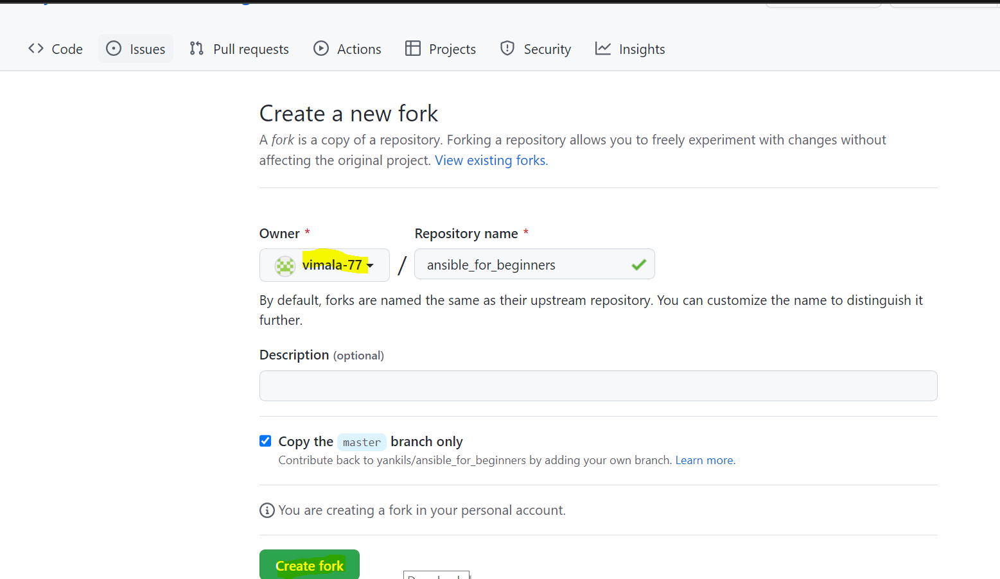 Code Issues Pull requests Actions Projects Security Insights
Create a new fork
A fork is a copy of a repository. Forking a repository allows you to freely experiment with changes without
affecting the original project. View existing forks.
Owner * Repository name *
vimala-77 / ansible_for_beginners
By default, forks are named the same as their upstream repository. You can customize the name to distinguish it
further.
Description (optional)
Copy the master branch only
Contribute back to yankils/ansible_for_beginners by adding your own branch. Learn more.
You are creating a fork in your personal account.
Create fork